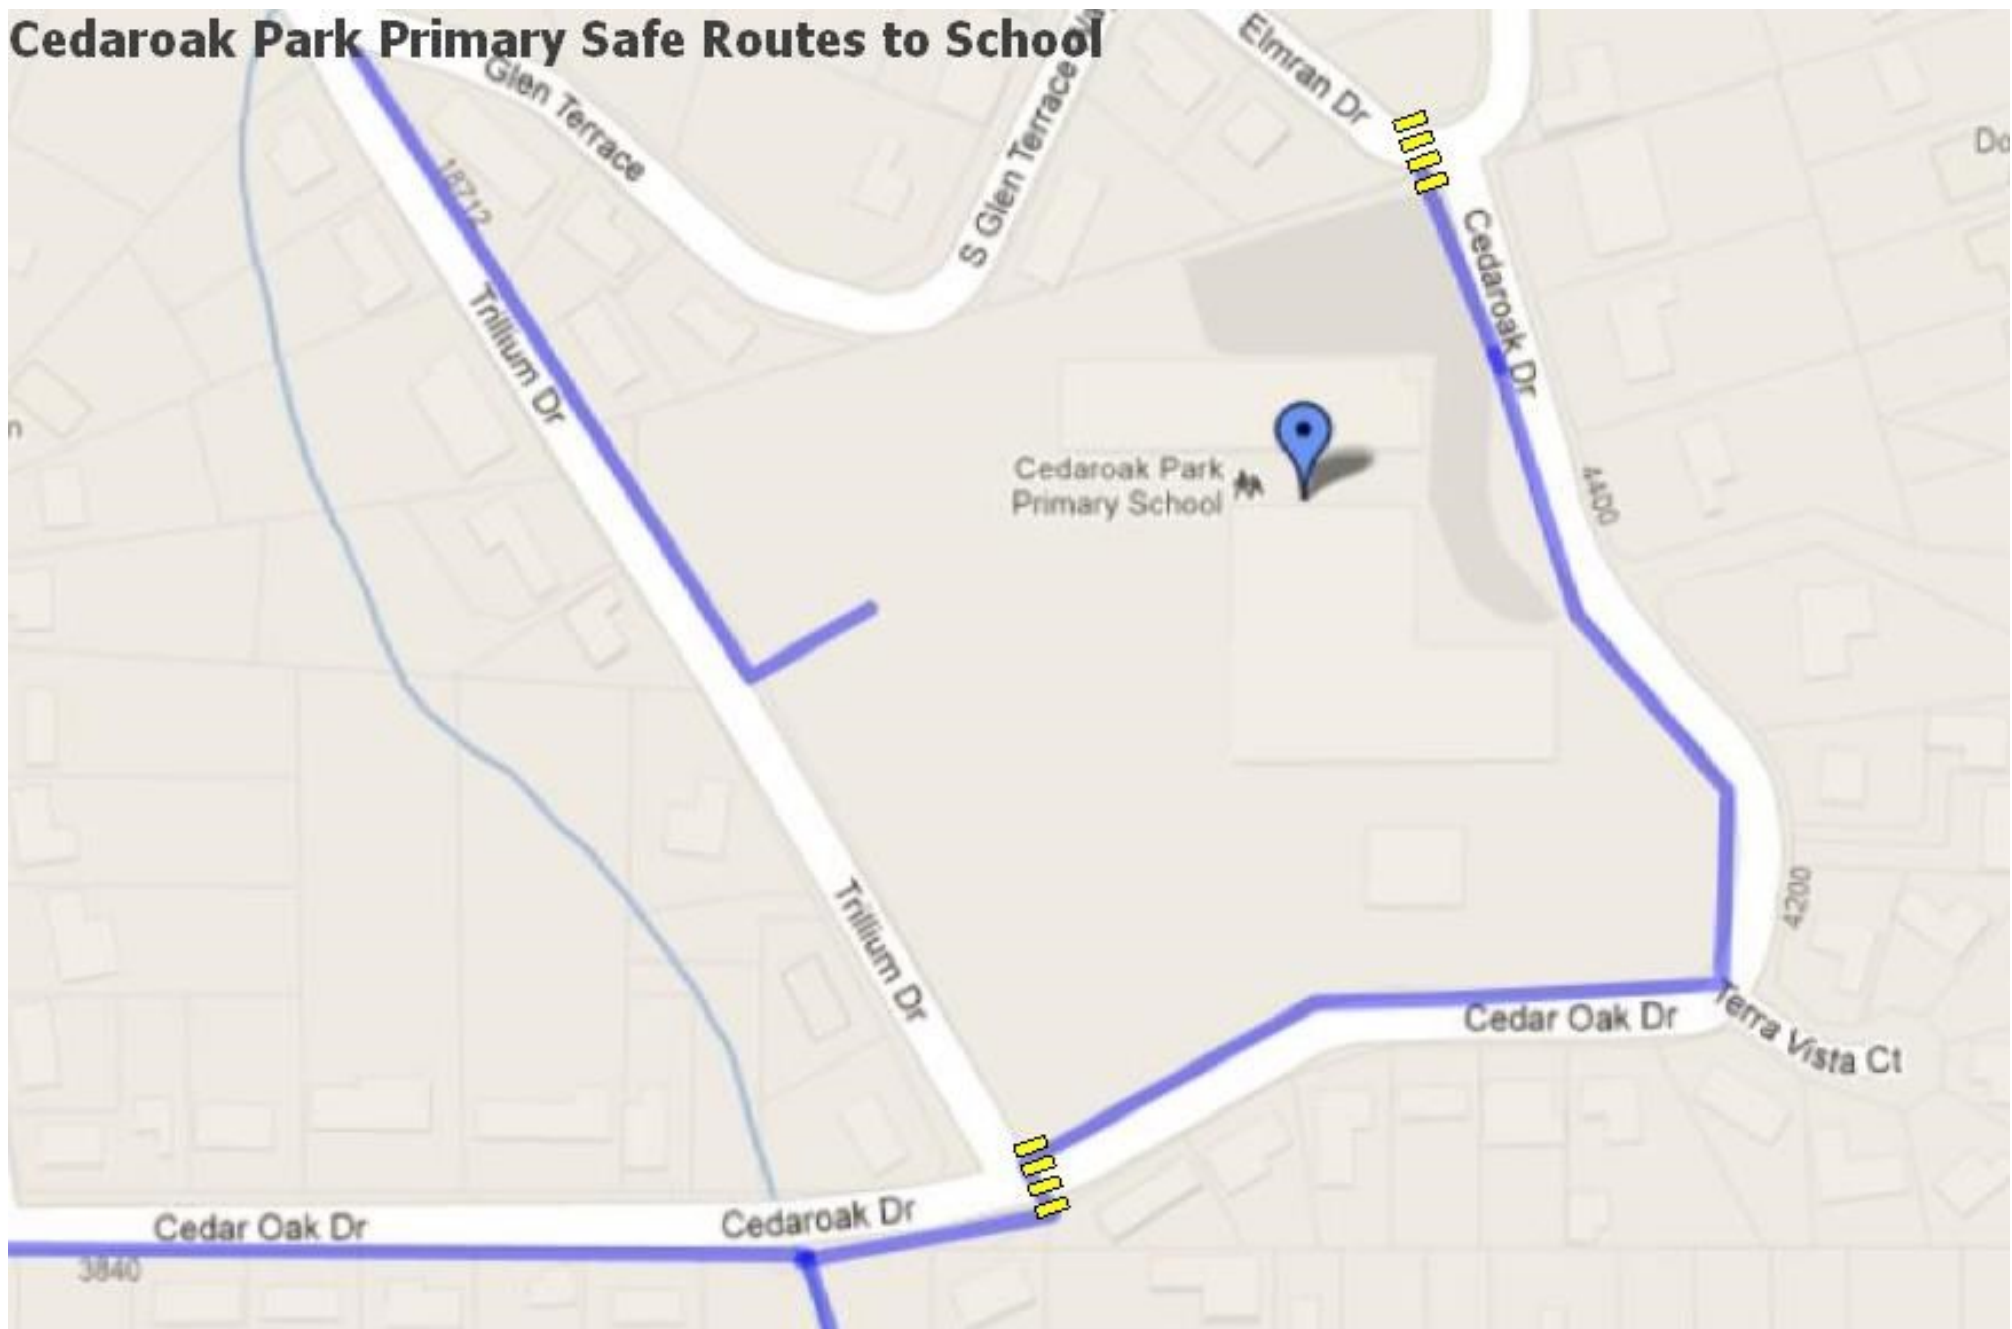 Cedaroak Park Primary Safe Routes to School
Glen Terrace
S Glen Terrace
Elmran Dr
18712
Cedaroak Dr
Trillium Dr
Cedaroak Park
Primary School
4400
4200
Trillium Dr
Cedar Oak Dr
Terra Vista Ct
Cedaroak Dr
Cedar Oak Dr
3840